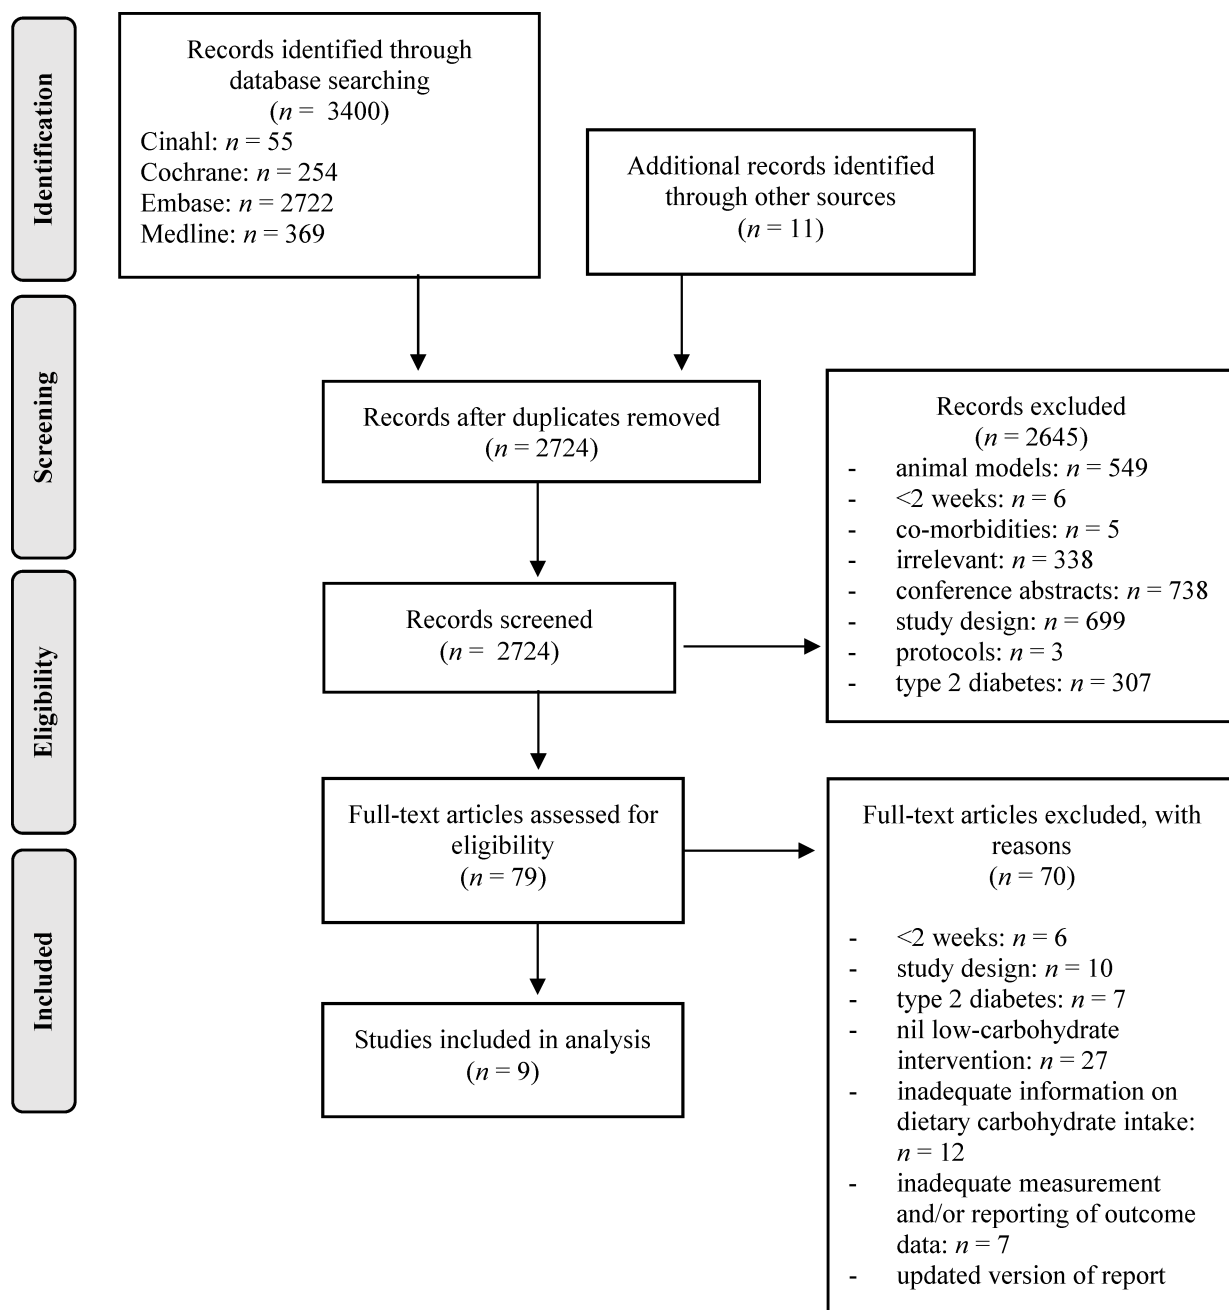 Identification
Records identified through
database searching
(n = 3400)
Cinahl: n = 55
Cochrane: n = 254
Embase: n = 2722
Medline: n = 369
Additional records identified
through other sources
(n = 11)
Screening
Records after duplicates removed
(n = 2724)
Records excluded
(n = 2645)
- animal models: n = 549
- <2 weeks: n = 6
- co-morbidities: n = 5
- irrelevant: n = 338
- conference abstracts: n = 738
- study design: n = 699
- protocols: n = 3
- type 2 diabetes: n = 307
Records screened
(n = 2724)
Eligibility
Full-text articles assessed for
eligibility
(n = 79)
Full-text articles excluded, with
reasons
(n = 70)
- <2 weeks: n = 6
- study design: n = 10
- type 2 diabetes: n = 7
- nil low-carbohydrate
intervention: n = 27
- inadequate information on
dietary carbohydrate intake:
n = 12
- inadequate measurement
and/or reporting of outcome
data: n = 7
- updated version of report
Included
Studies included in analysis
(n = 9)